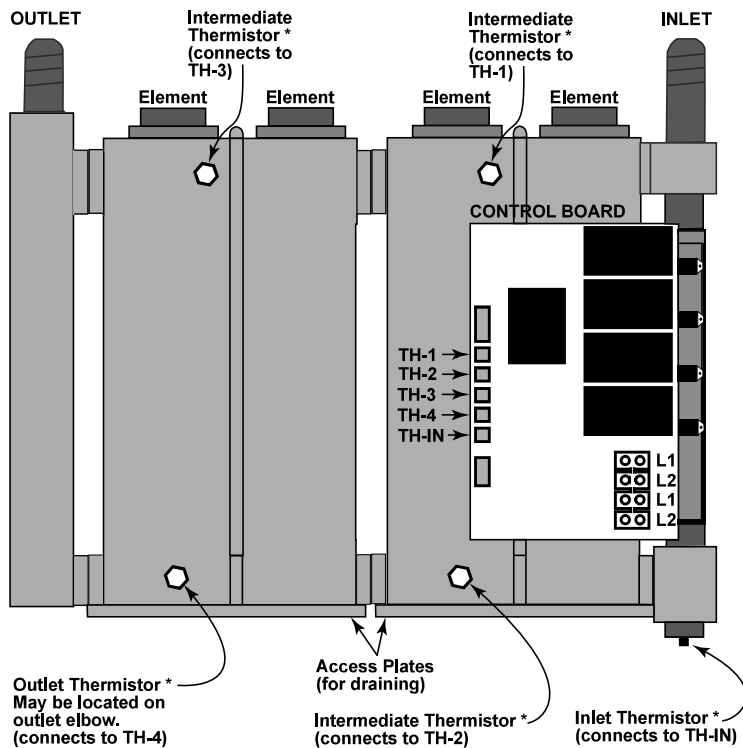 OUTLET
Intermediate
Thermistor *
(connects to
TH-3)
Intermediate
Thermistor *
(connects to
TH-1)
INLET
Element
Element
Element
Element
CONTROL BOARD
TH-1
TH-2
TH-3
TH-4
TH-IN
L1
L2
L1
L2
Outlet Thermistor *
May be located on
outlet elbow.
(connects to TH-4)
Access Plates
(for draining)
Intermediate Thermistor *
(connects to TH-2)
Inlet Thermistor *
(connects to TH-IN)